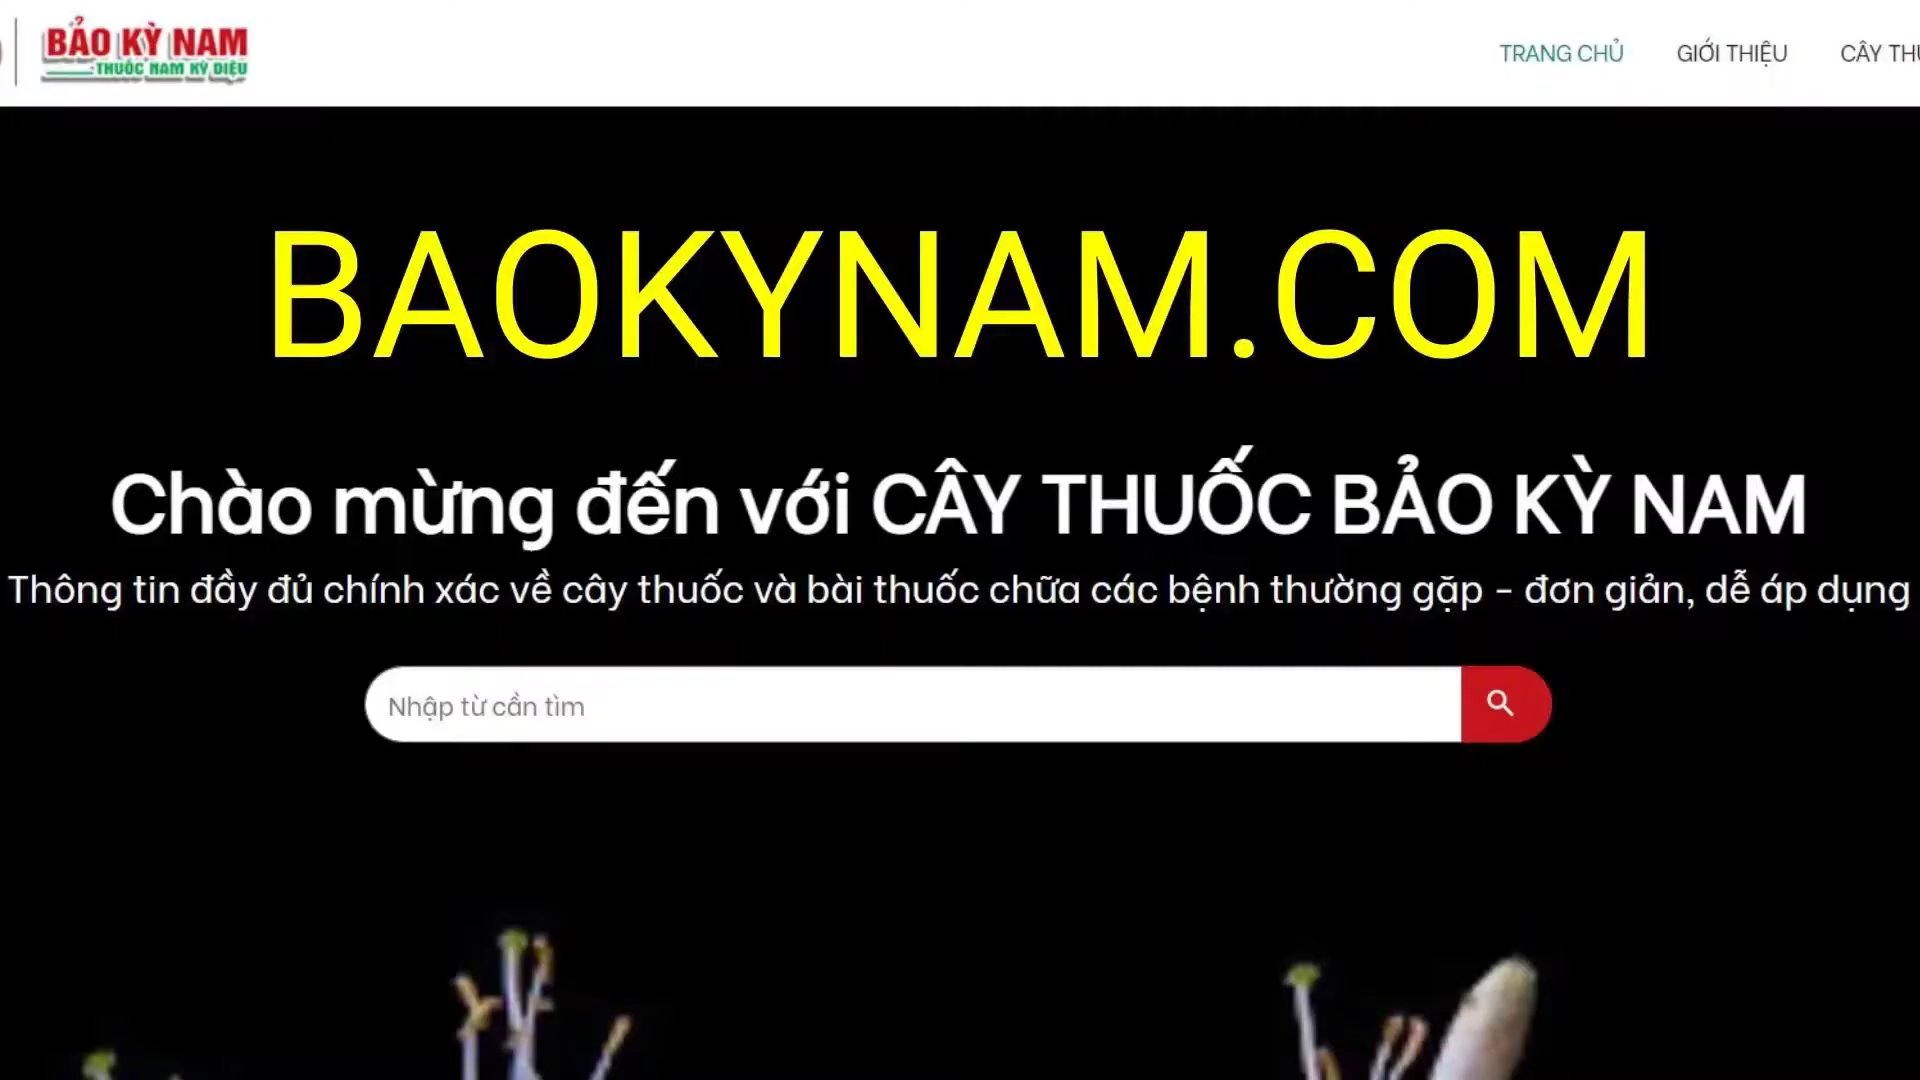 BẢO KỲ NAM
THUỐC NAM KỲ DIỆU
TRANG CHỦ
GIỚI THIỆU
CÂY
BAOKYNAM.COM
Chào mừng đến với CÂY THUỐC BẢO KỲ NAM
Thông tin đầy đủ chính xác về cây thuốc và bài thuốc chữa các bệnh thường gặp - đơn giản, dễ áp dụng
Nhập từ cần tìm